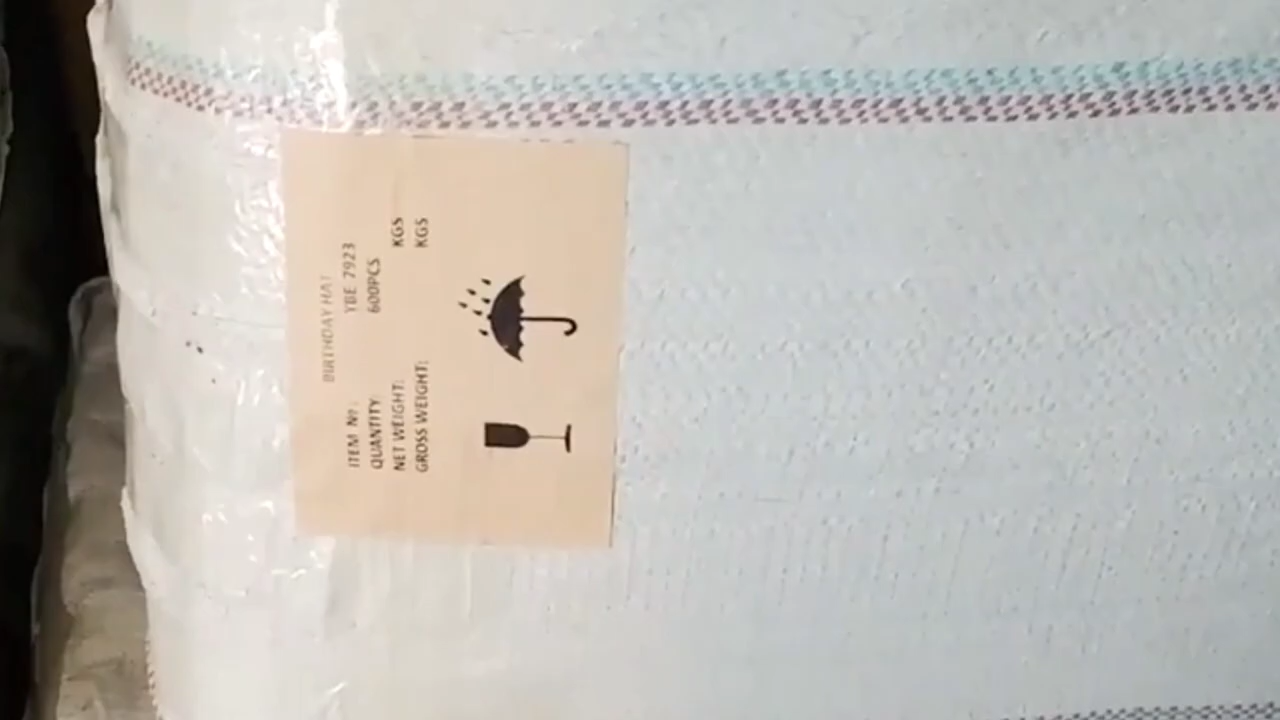 BIRTHDAY HAT
ITEM Nº: YBE 7923
QUANTITY: 600PCS
NET WEIGHT: KGS
GROSS WEIGHT: KGS